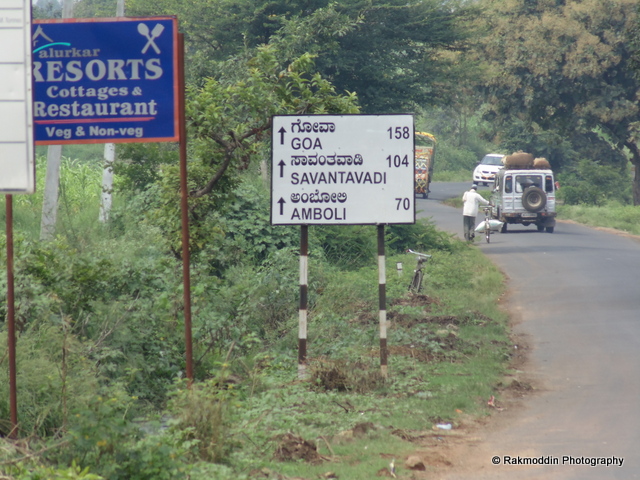 alurkar
RESORTS
Cottages &
Restaurant
Veg & Non-veg
ಗೋವಾ 158
GOA
ಸಾವಂತವಾಡಿ 104
SAVANTAVADI
ಅಂಬೋಲಿ
AMBOLI 70
© Rakmoddin Photography